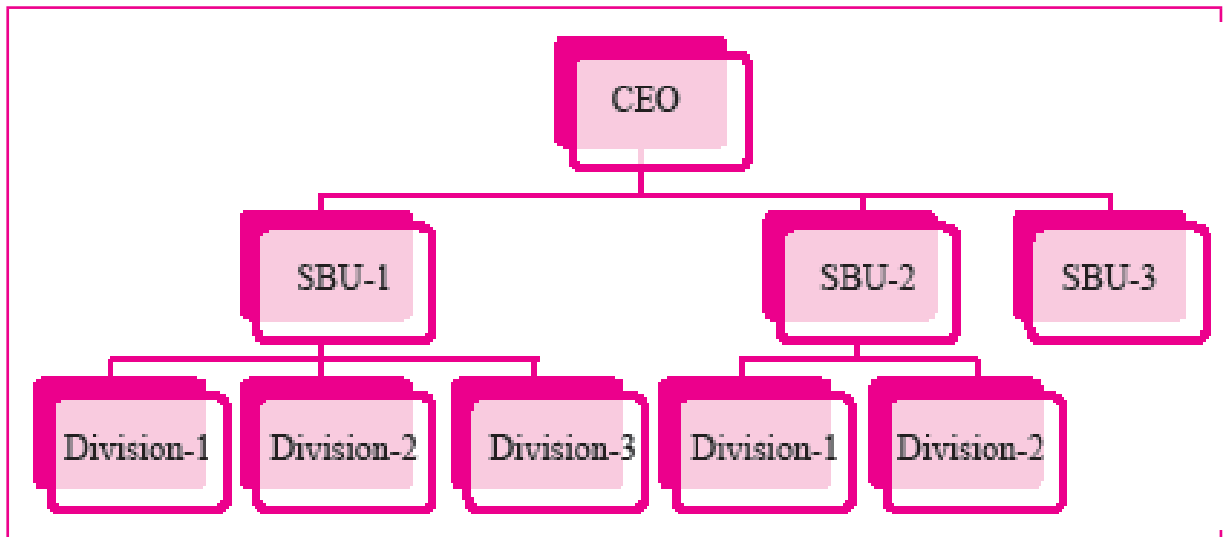 CEO
SBU-1
SBU-2
SBU-3
Division-1
Division-2
Division-3
Division-1
Division-2